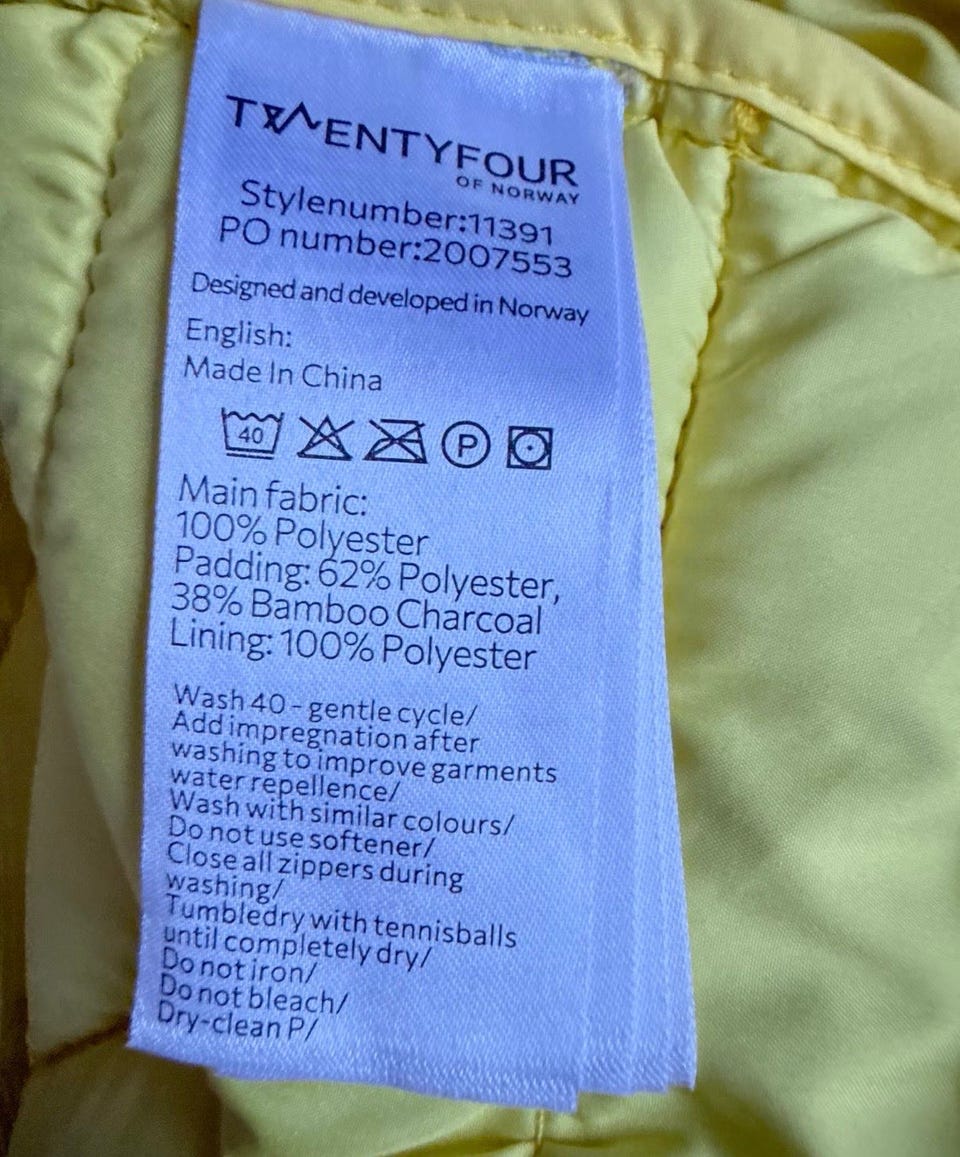 TWENTYFOUR
OF NORWAY
Stylenumber:11391
PO number:2007553
Designed and developed in Norway
English:
Made In China
40 P
Main fabric:
100% Polyester
Padding: 62% Polyester,
38% Bamboo Charcoal
Lining: 100% Polyester
Wash 40 - gentle cycle/
Add impregnation after
washing to improve garments
water repellence/
Wash with similar colours/
Do not use softener/
Close all zippers during
washing/
Tumbledry with tennisballs
until completely dry/
Do not iron/
Do not bleach/
Dry-clean P/